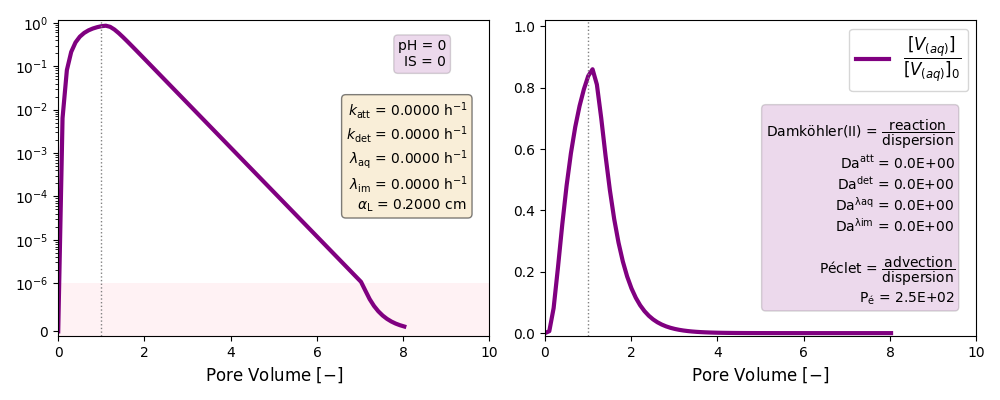 10^0
10^-1
10^-2
10^-3
10^-4
10^-5
10^-6
0
0 2 4 6 8 10
Pore Volume [−]
pH = 0
IS = 0
k_att = 0.0000 h^-1
k_det = 0.0000 h^-1
λ_aq = 0.0000 h^-1
λ_im = 0.0000 h^-1
α_L = 0.2000 cm
1.0
0.8
0.6
0.4
0.2
0.0
0 2 4 6 8 10
Pore Volume [−]
[V_(aq)]
[V_(aq)]_0
Damköhler(II) = reaction
dispersion
Da^att = 0.0E+00
Da^det = 0.0E+00
Da^λaq = 0.0E+00
Da^λim = 0.0E+00
Péclet = advection
dispersion
P_é = 2.5E+02